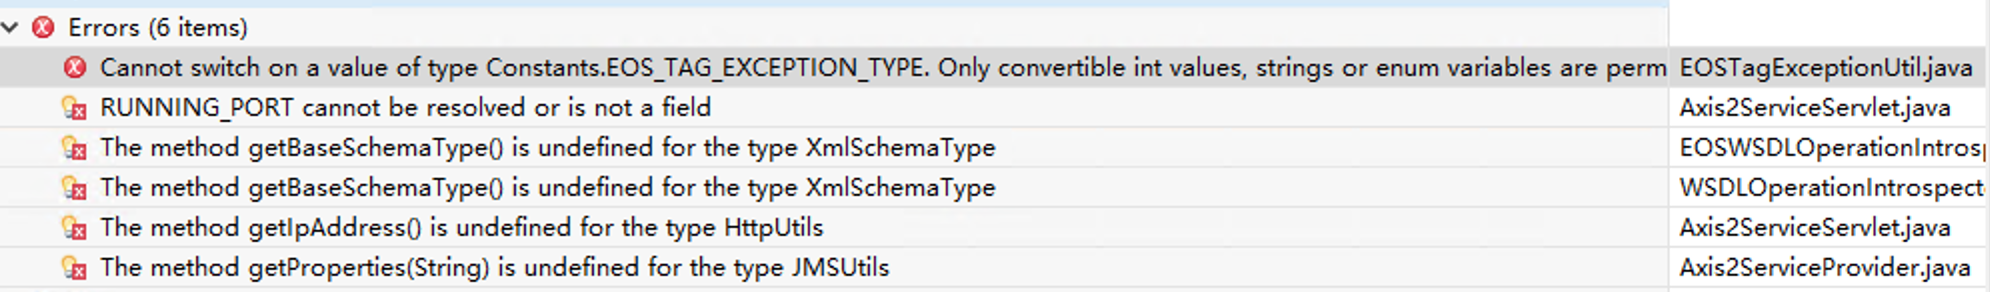 Errors (6 items)
Cannot switch on a value of type Constants.EOS_TAG_EXCEPTION_TYPE. Only convertible int values, strings or enum variables are perm EOSTagExceptionUtil.java
RUNNING_PORT cannot be resolved or is not a field Axis2ServiceServlet.java
The method getBaseSchemaType() is undefined for the type XmlSchemaType EOSWSDLOperationIntrosp
The method getBaseSchemaType() is undefined for the type XmlSchemaType WSDLOperationIntrospect
The method getIpAddress() is undefined for the type HttpUtils Axis2ServiceServlet.java
The method getProperties(String) is undefined for the type JMSUtils Axis2ServiceProvider.java